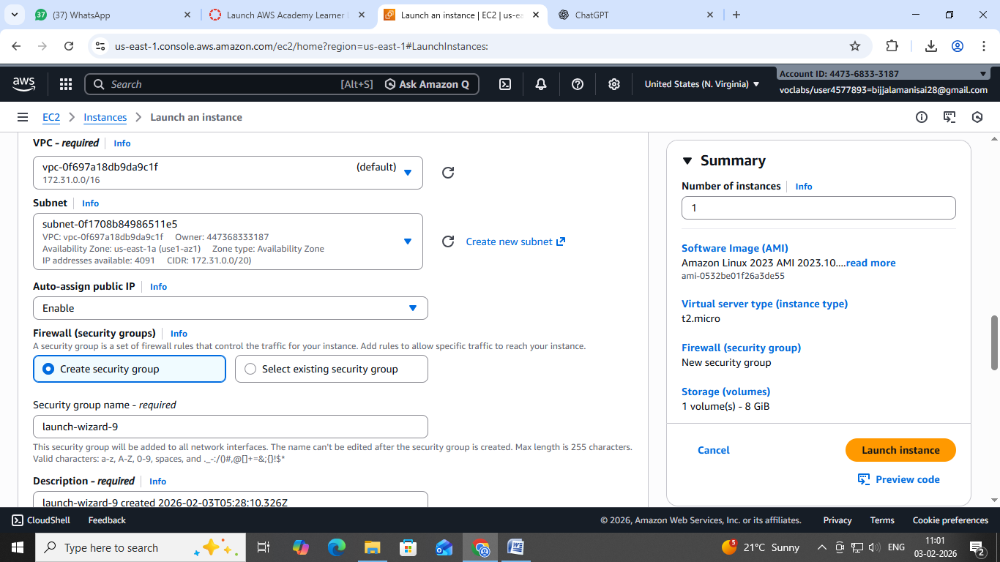 37
(37) WhatsApp
Launch AWS Academy Learner L
Launch an instance | EC2 | us-ea
ChatGPT
us-east-1.console.aws.amazon.com/ec2/home?region=us-east-1#LaunchInstances:
aws
Search
[Alt+S]
Ask Amazon Q
United States (N. Virginia)
Account ID: 4473-6833-3187
voclabs/user4577893=bijjalamanisai28@gmail.com
EC2
Instances
Launch an instance
VPC - required
Info
vpc-0f697a18db9da9c1f
(default)
172.31.0.0/16
Subnet
Info
subnet-0f1708b84986511e5
VPC: vpc-0f697a18db9da9c1f Owner: 447368333187
Availability Zone: us-east-1a (use1-az1) Zone type: Availability Zone
IP addresses available: 4091 CIDR: 172.31.0.0/20)
Create new subnet
Auto-assign public IP
Info
Enable
Firewall (security groups)
Info
A security group is a set of firewall rules that control the traffic for your instance. Add rules to allow specific traffic to reach your instance.
Create security group
Select existing security group
Security group name - required
launch-wizard-9
This security group will be added to all network interfaces. The name can't be edited after the security group is created. Max length is 255 characters.
Valid characters: a-z, A-Z, 0-9, spaces, and ._-:/()#,@[]+=&;{}!$*
Description - required
Info
launch-wizard-9 created 2026-02-03T05:28:10.326Z
Summary
Number of instances
Info
1
Software Image (AMI)
Amazon Linux 2023 AMI 2023.10....read more
ami-0532be01f26a3de55
Virtual server type (instance type)
t2.micro
Firewall (security group)
New security group
Storage (volumes)
1 volume(s) - 8 GiB
Cancel
Launch instance
Preview code
CloudShell
Feedback
© 2026, Amazon Web Services, Inc. or its affiliates.
Privacy
Terms
Cookie preferences
Type here to search
5
21°C Sunny
ENG
11:01
03-02-2026
2